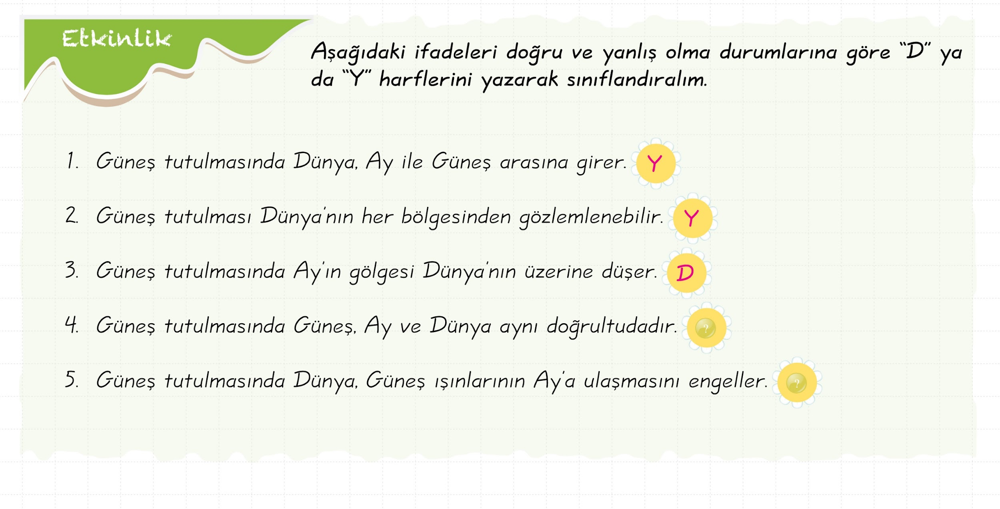 Etkinlik
Aşağıdaki ifadeleri doğru ve yanlış olma durumlarına göre “D” ya
da “Y” harflerini yazarak sınıflandıralım.
1. Güneş tutulmasında Dünya, Ay ile Güneş arasına girer. Y
2. Güneş tutulması Dünya'nın her bölgesinden gözlemlenebilir. Y
3. Güneş tutulmasında Ay'ın gölgesi Dünya'nın üzerine düşer. D
4. Güneş tutulmasında Güneş, Ay ve Dünya aynı doğrultudadır. ?
5. Güneş tutulmasında Dünya, Güneş ışınlarının Ay'a ulaşmasını engeller. ?